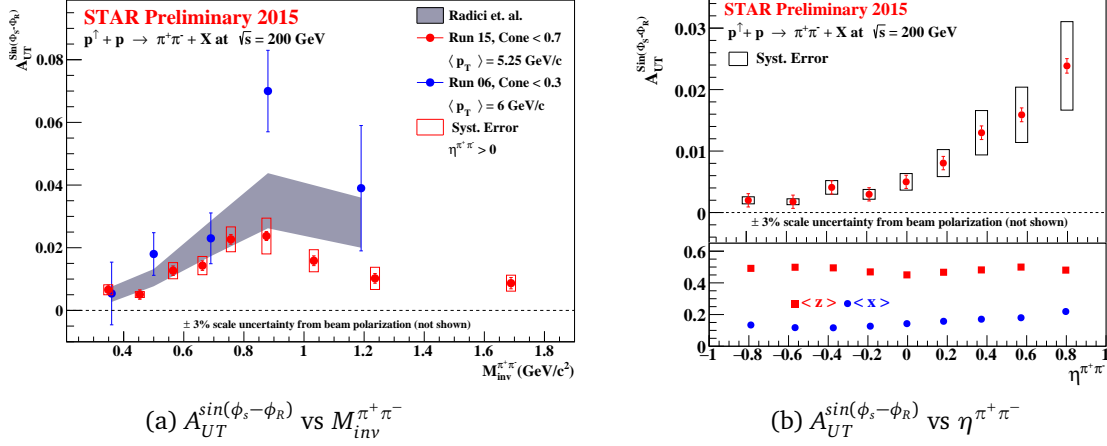 STAR Preliminary 2015
p↑ + p → π⁺π⁻ + X at √s = 200 GeV
A_UT^Sin(Φ_S-Φ_R)
Radici et. al.
Run 15, Cone < 0.7
⟨ p_T ⟩ = 5.25 GeV/c
Run 06, Cone < 0.3
⟨ p_T ⟩ = 6 GeV/c
Syst. Error
η^π⁺π⁻ > 0
0.08
0.06
0.04
0.02
0
± 3% scale uncertainty from beam polarization (not shown)
0.4 0.6 0.8 1 1.2 1.4 1.6 1.8
M_inv^π⁺π⁻ (GeV/c²)
(a) A_UT^sin(ϕ_s−ϕ_R) vs M_inv^π⁺π⁻
STAR Preliminary 2015
p↑ + p → π⁺π⁻ + X at √s = 200 GeV
Syst. Error
A_UT^Sin(Φ_S-Φ_R)
0.03
0.02
0.01
0
± 3% scale uncertainty from beam polarization (not shown)
0.6
0.4
0.2
0.0
< z > < x >
−1 −0.8 −0.6 −0.4 −0.2 0 0.2 0.4 0.6 0.8 1
η^π⁺π⁻
(b) A_UT^sin(ϕ_s−ϕ_R) vs η^π⁺π⁻